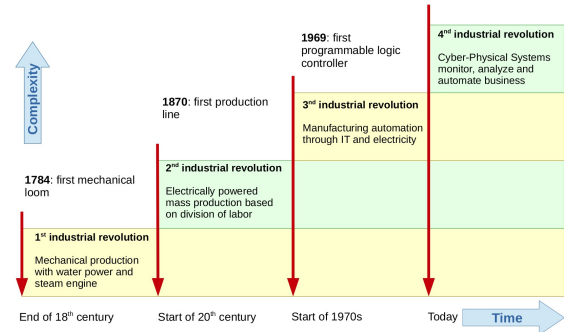 4nd industrial revolution
Cyber-Physical Systems
monitor, analyze and
automate business
1969: first
programmable logic
controller
Complexity
3nd industrial revolution
Manufacturing automation
through IT and electricity
1870: first production
line
2nd industrial revolution
Electrically powered
mass production based
on division of labor
1784: first mechanical
loom
1st industrial revolution
Mechanical production
with water power and
steam engine
End of 18th century
Start of 20th century
Start of 1970s
Today
Time